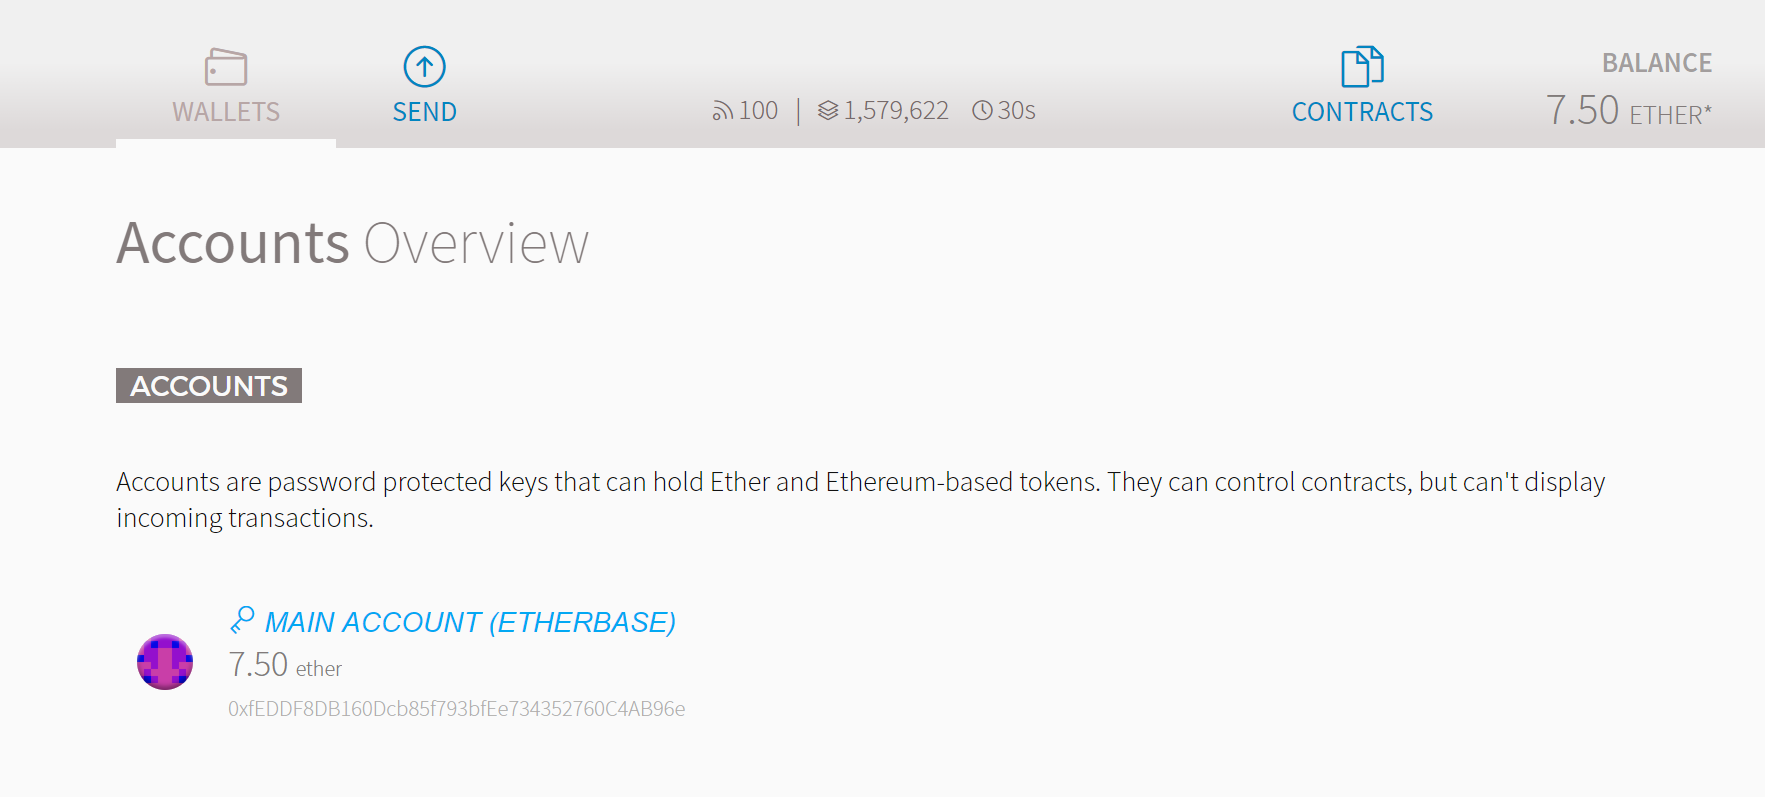 WALLETS
SEND
100 | 1,579,622 30s
CONTRACTS
BALANCE
7.50 ETHER*
Accounts Overview
ACCOUNTS
Accounts are password protected keys that can hold Ether and Ethereum-based tokens. They can control contracts, but can't display
incoming transactions.
MAIN ACCOUNT (ETHERBASE)
7.50 ether
0xfEDDF8DB160Dcb85f793bfEe734352760C4AB96e